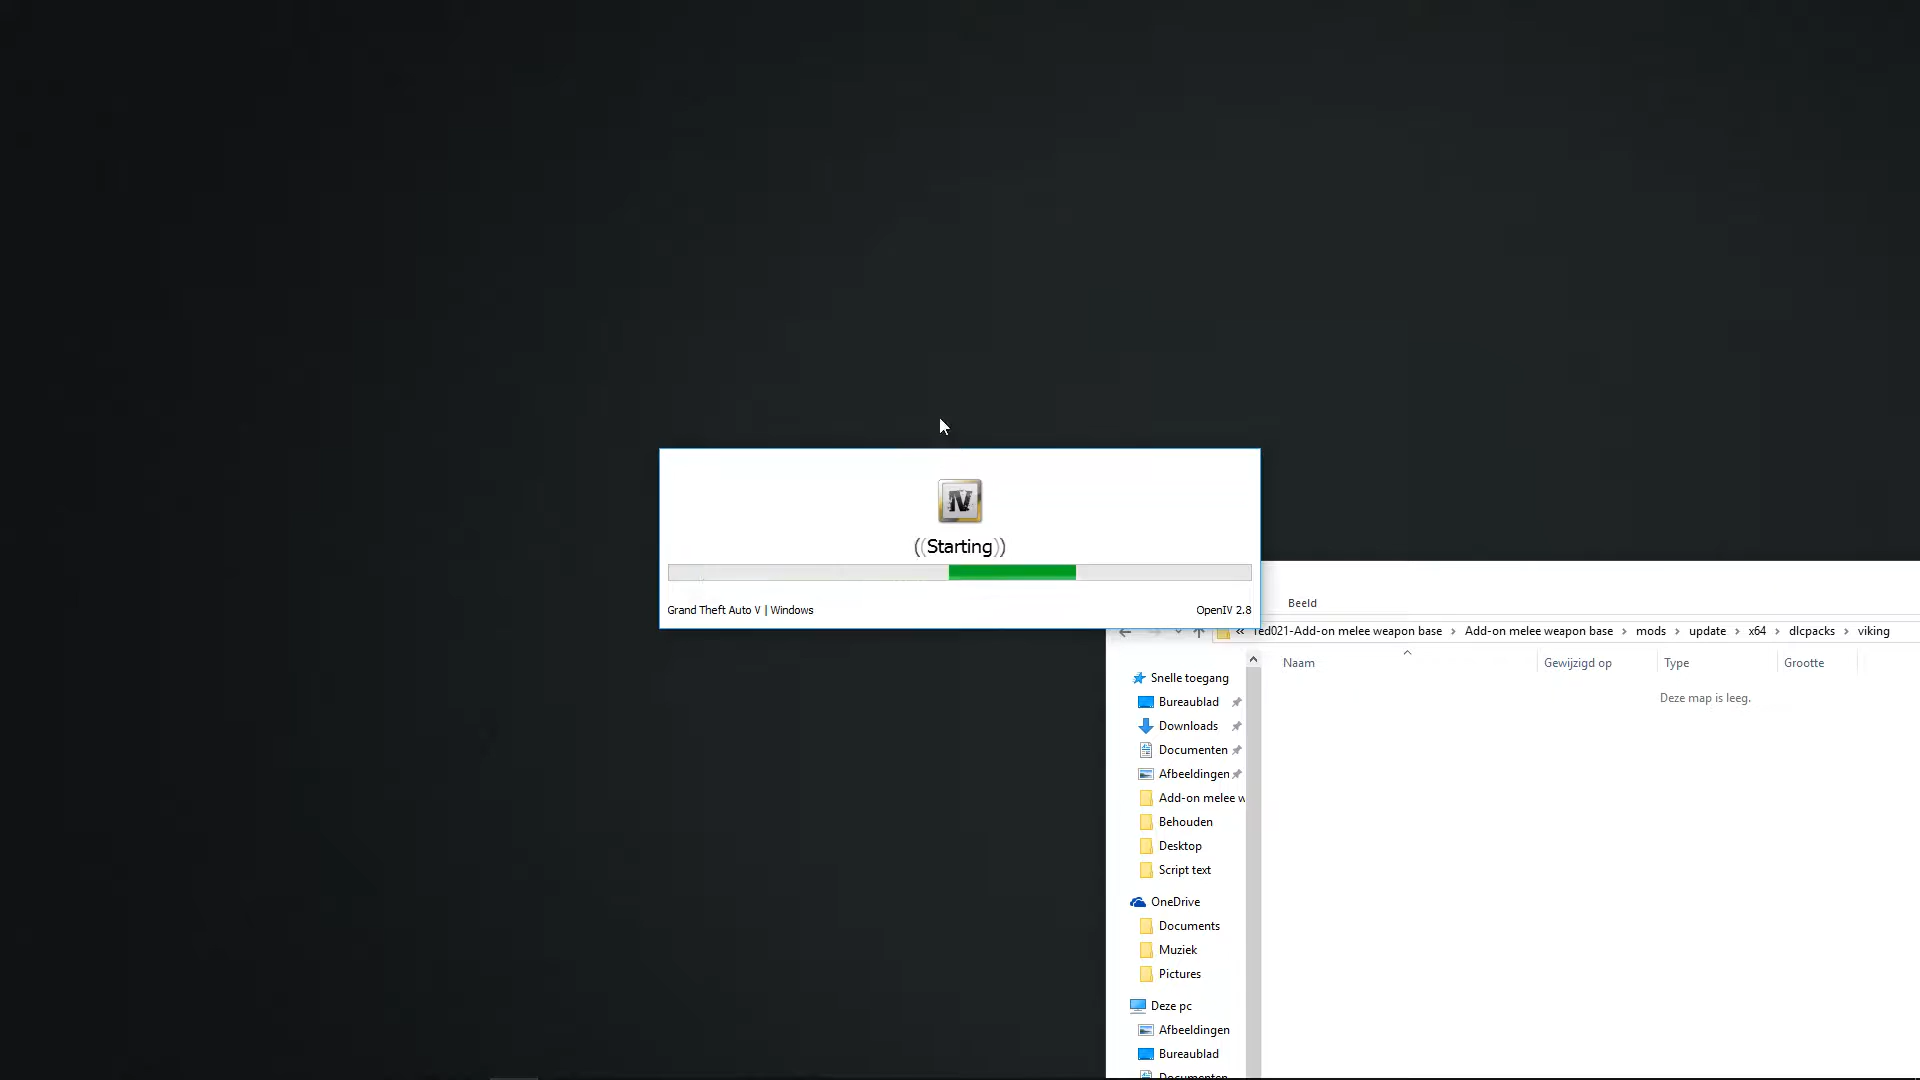 IV
((Starting))
Grand Theft Auto V | Windows
OpenIV 2.8
Beeld
« red021-Add-on melee weapon base > Add-on melee weapon base > mods > update > x64 > dlcpacks > viking
Naam
Gewijzigd op
Type
Grootte
Deze map is leeg.
Snelle toegang
Bureaublad
Downloads
Documenten
Afbeeldingen
Add-on melee w
Behouden
Desktop
Script text
OneDrive
Documents
Muziek
Pictures
Deze pc
Afbeeldingen
Bureaublad
Documenten